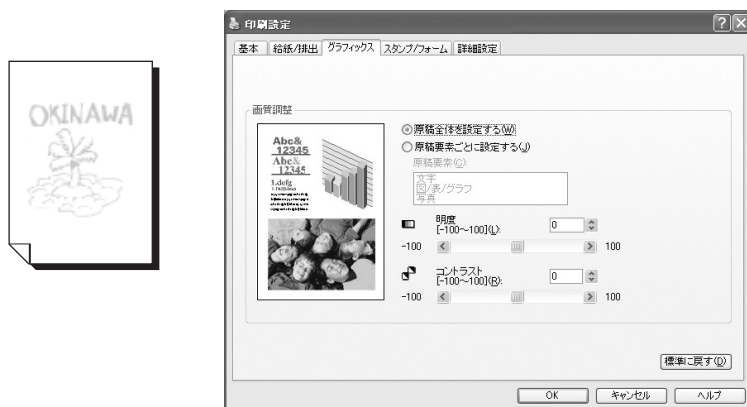 OKINAWA
印刷設定
基本 給紙/排出 グラフィックス スタンプ/フォーム 詳細設定
画質調整
Abc&
12345
Abc&
12345
1.defg
原稿全体を設定する(W)
原稿要素ごとに設定する(J)
原稿要素(C):
文字
図/表/グラフ
写真
明度
[-100～100](L):
0
-100
100
コントラスト
[-100～100](R):
0
-100
100
標準に戻す(D)
OK キャンセル ヘルプ